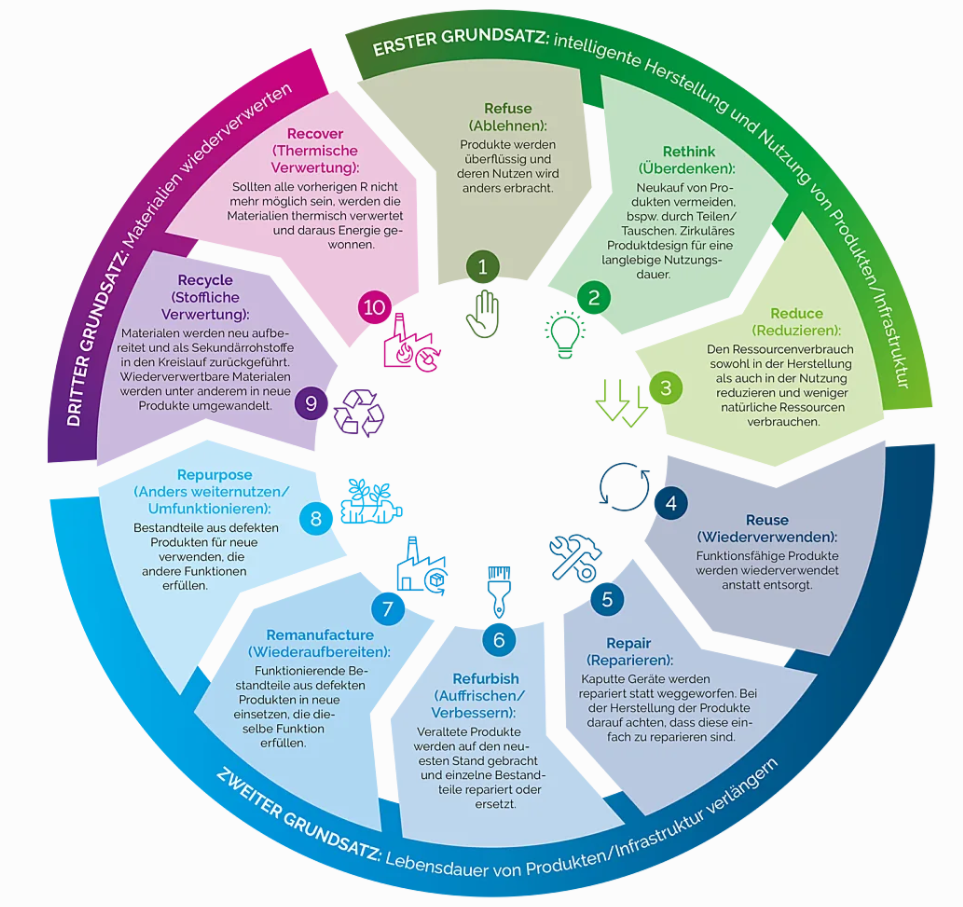 ERSTER GRUNDSATZ: intelligente Herstellung und Nutzung von Produkten/Infrastruktur
Refuse
(Ablehnen):
Produkte werden
überflüssig und
deren Nutzen wird
anders erbracht.
1
Rethink
(Überdenken):
Neukauf von Pro-
dukten vermeiden,
bspw. durch Teilen/
Tauschen. Zirkuläres
Produktdesign für eine
langlebige Nutzungs-
dauer.
2
Reduce
(Reduzieren):
Den Ressourcenverbrauch
sowohl in der Herstellung
als auch in der Nutzung
reduzieren und weniger
natürliche Ressourcen
verbrauchen.
3
ZWEITER GRUNDSATZ: Lebensdauer von Produkten/Infrastruktur verlängern
4
Reuse
(Wiederverwenden):
Funktionsfähige Produkte
werden wiederverwendet
anstatt entsorgt.
5
Repair
(Reparieren):
Kaputte Geräte werden
repariert statt weggeworfen. Bei
der Herstellung der Produkte
darauf achten, dass diese ein-
fach zu reparieren sind.
6
Refurbish
(Auffrischen/
Verbessern):
Veraltete Produkte
werden auf den neu-
esten Stand gebracht
und einzelne Bestand-
teile repariert oder
ersetzt.
7
Remanufacture
(Wiederaufbereiten):
Funktionierende Be-
standteile aus defekten
Produkten in neue
einsetzen, die die-
selbe Funktion
erfüllen.
8
Repurpose
(Anders weiternutzen/
Umfunktionieren):
Bestandteile aus defekten
Produkten für neue
verwenden, die
andere Funktionen
erfüllen.
DRITTER GRUNDSATZ: Materialien wiederverwerten
Recycle
(Stoffliche
Verwertung):
Materialen werden neu aufbe-
reitet und als Sekundärrohstoffe
in den Kreislauf zurückgeführt.
Wiederverwertbare Materialen
werden unter anderem in neue
Produkte umgewandelt.
9
Recover
(Thermische
Verwertung):
Sollten alle vorherigen R nicht
mehr möglich sein, werden die
Materialien thermisch verwertet
und daraus Energie ge-
wonnen.
10